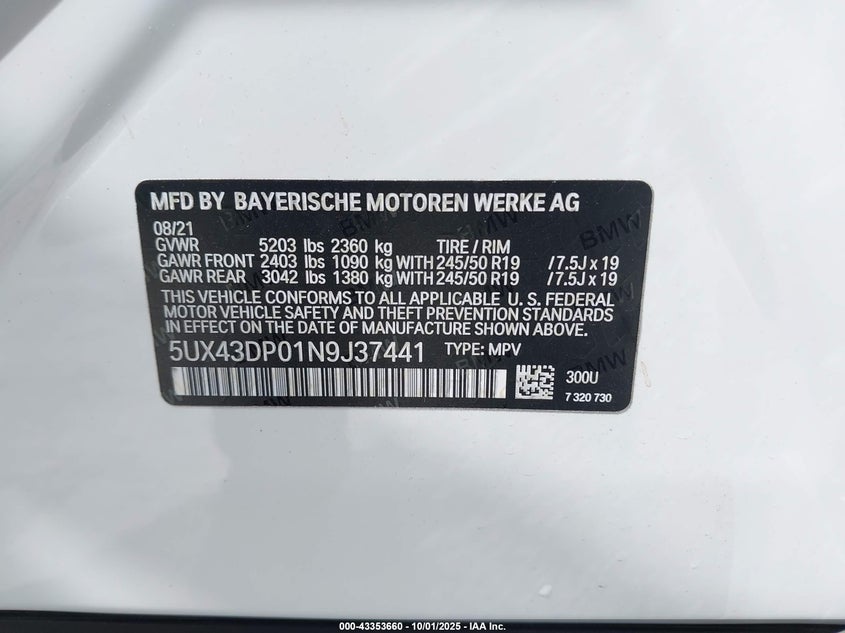 MFD BY BAYERISCHE MOTOREN WERKE AG
08/21
GVWR 5203 lbs 2360 kg TIRE / RIM
GAWR FRONT 2403 lbs 1090 kg WITH 245/50 R19 /7.5J x 19
GAWR REAR 3042 lbs 1380 kg WITH 245/50 R19 /7.5J x 19
THIS VEHICLE CONFORMS TO ALL APPLICABLE U. S. FEDERAL
MOTOR VEHICLE SAFETY AND THEFT PREVENTION STANDARDS
IN EFFECT ON THE DATE OF MANUFACTURE SHOWN ABOVE.
5UX43DP01N9J37441 TYPE: MPV
300U
7 320 730
BMW
000-43353660 - 10/01/2025 - IAA Inc.